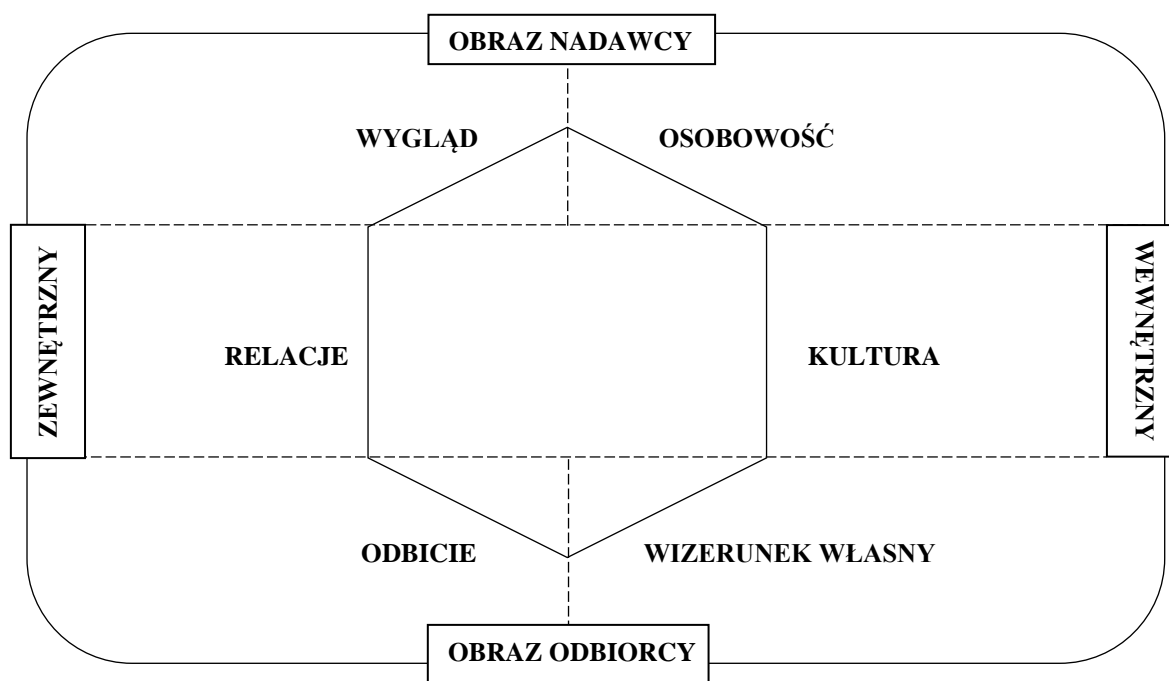 OBRAZ NADAWCY
WYGLĄD
OSOBOWOŚĆ
ZEWNĘTRZNY
WEWNĘTRZNY
RELACJE
KULTURA
ODBICIE
WIZERUNEK WŁASNY
OBRAZ ODBIORCY